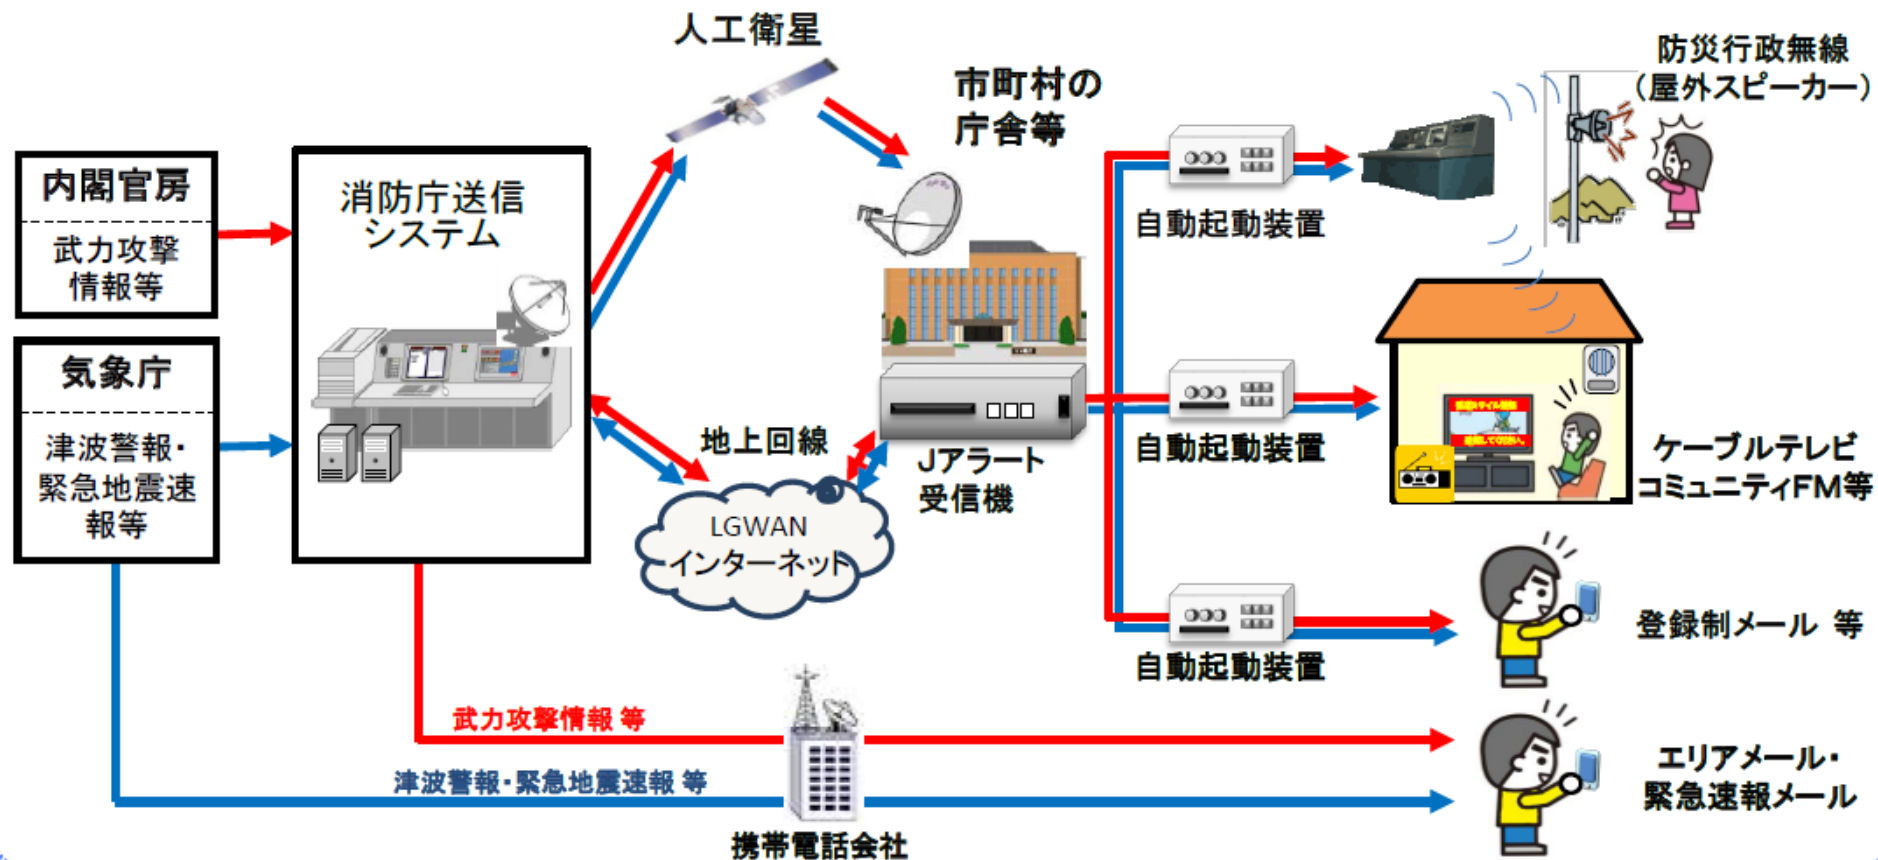 人工衛星
市町村の
庁舎等
防災行政無線
(屋外スピーカー)
内閣官房
武力攻撃
情報等
消防庁送信
システム
自動起動装置
気象庁
津波警報・
緊急地震速
報等
地上回線
LGWAN
インターネット
Jアラート
受信機
自動起動装置
ケーブルテレビ
コミュニティFM等
自動起動装置
登録制メール 等
武力攻撃情報 等
津波警報・緊急地震速報 等
携帯電話会社
エリアメール・
緊急速報メール